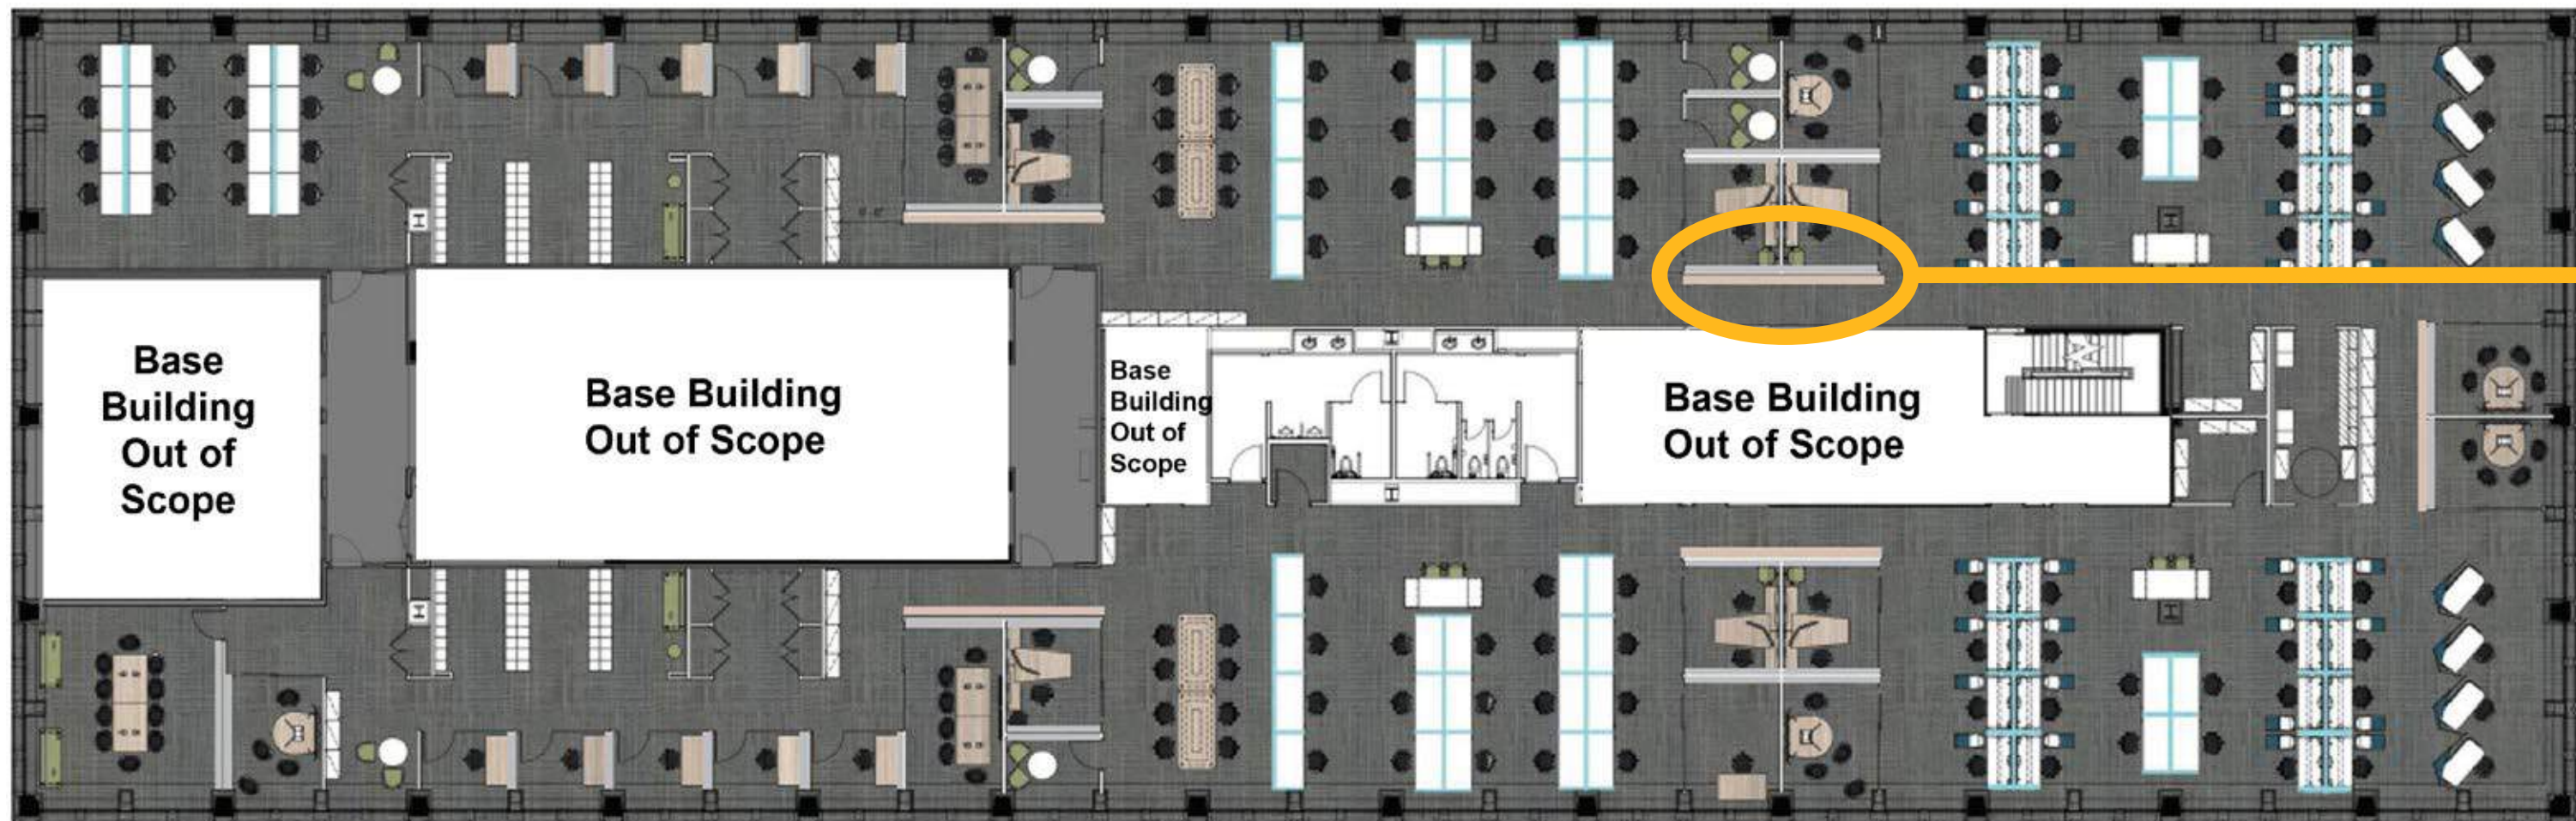 Base
Building
Out of
Scope
Base Building
Out of Scope
Base
Building
Out of
Scope
Base Building
Out of Scope